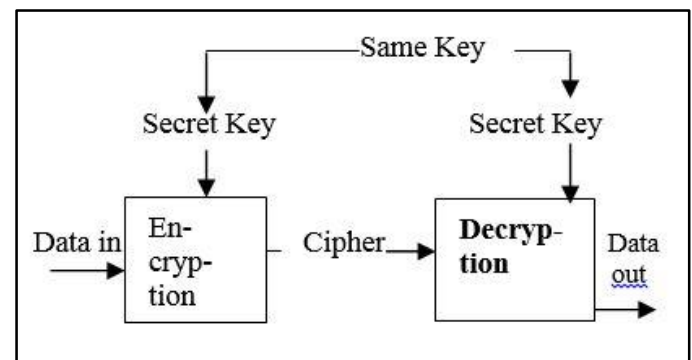 Same Key
Secret Key
Secret Key
Data in
En-
cryp-
tion
Cipher
Decryp-
tion
Data
out